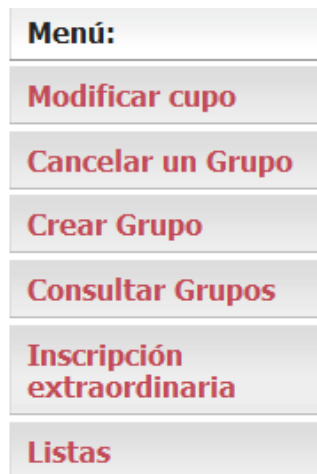 Menú:
Modificar cupo
Cancelar un Grupo
Crear Grupo
Consultar Grupos
Inscripción
extraordinaria
Listas